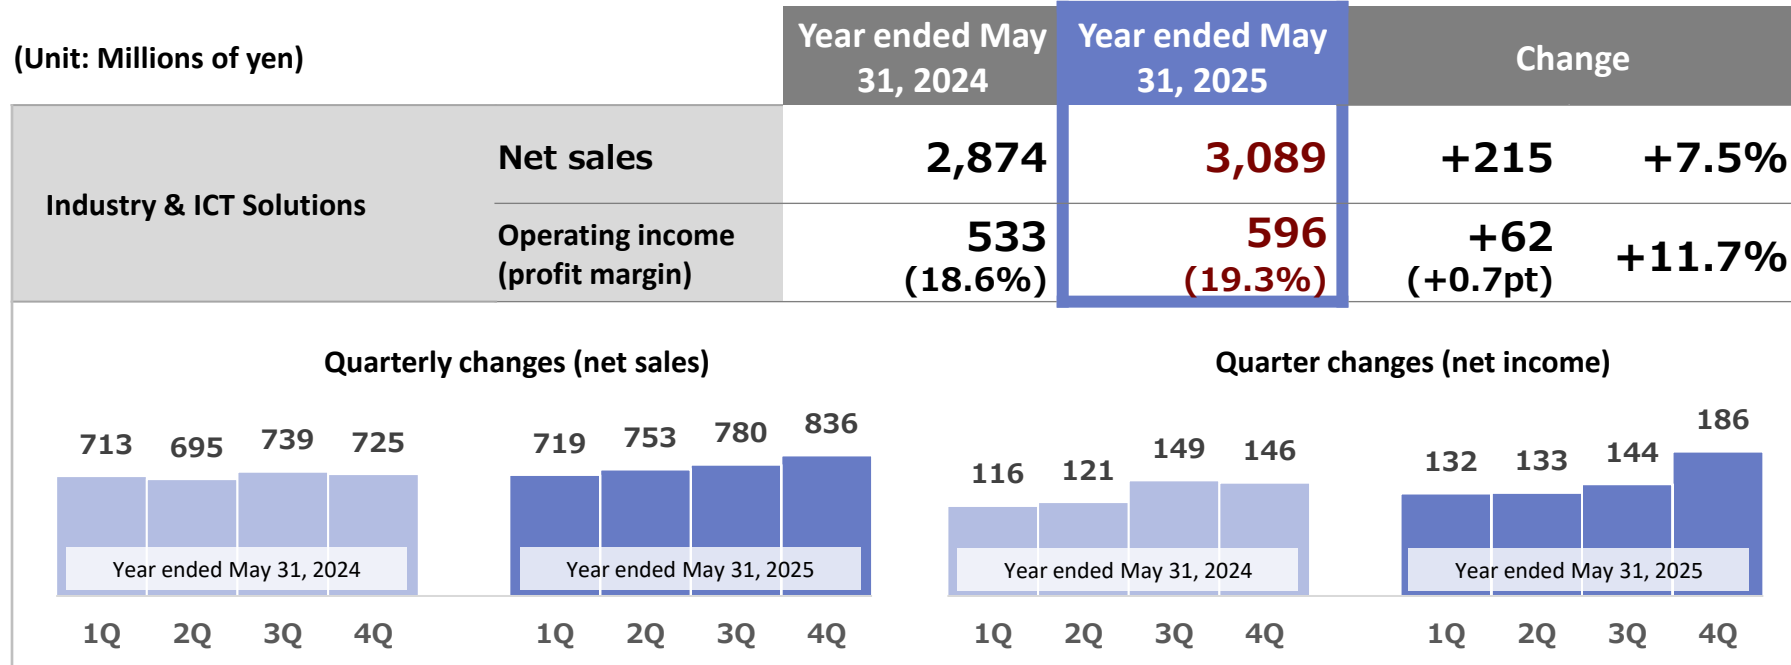 (Unit: Millions of yen)
Year ended May
31, 2024
Year ended May
31, 2025
Change
Industry & ICT Solutions
Net sales
2,874
3,089
+215
+7.5%
Operating income
(profit margin)
533
(18.6%)
596
(19.3%)
+62
(+0.7pt)
+11.7%
Quarterly changes (net sales)
713
695
739
725
719
753
780
836
Year ended May 31, 2024
Year ended May 31, 2025
1Q
2Q
3Q
4Q
1Q
2Q
3Q
4Q
Quarter changes (net income)
116
121
149
146
132
133
144
186
Year ended May 31, 2024
Year ended May 31, 2025
1Q
2Q
3Q
4Q
1Q
2Q
3Q
4Q